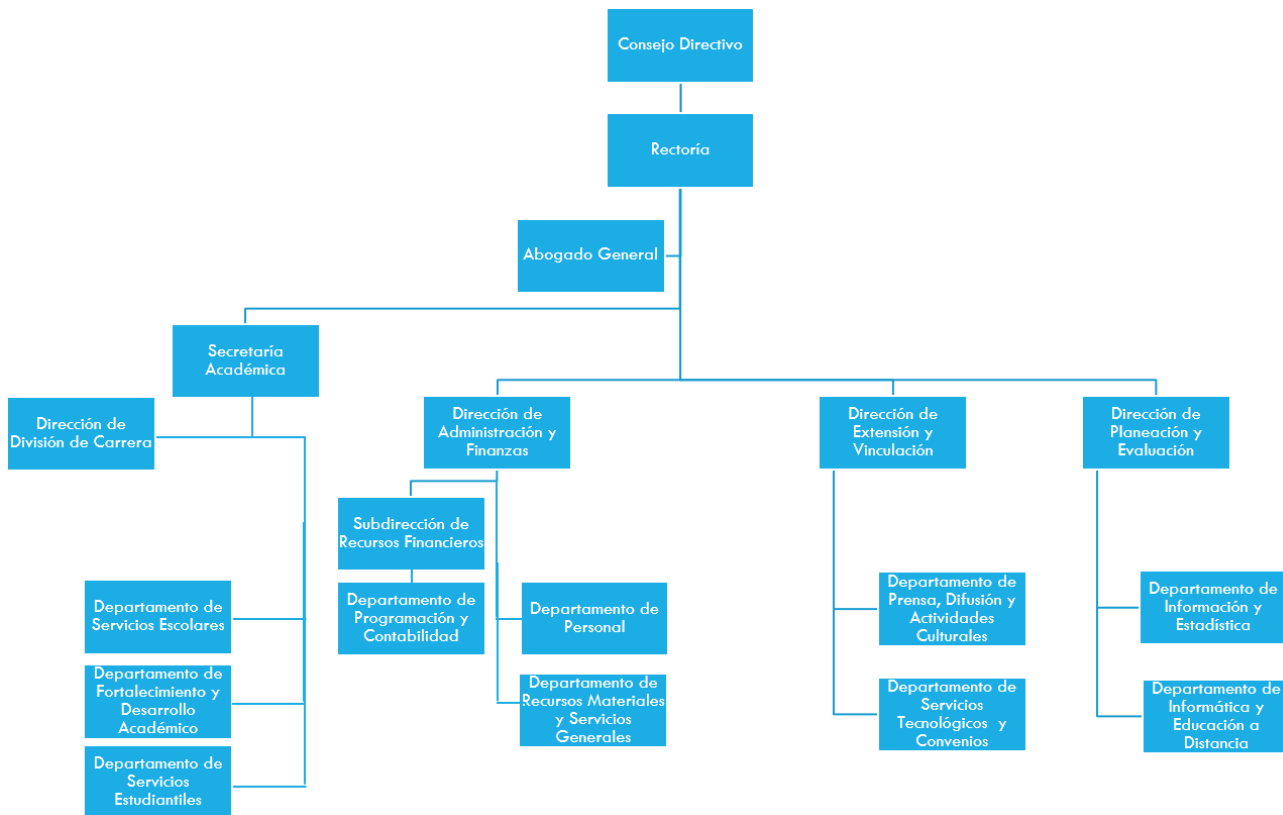 Consejo Directivo
Rectoría
Abogado General
Secretaría
Académica
Dirección de
División de Carrera
Dirección de
Administración y
Finanzas
Dirección de
Extensión y
Vinculación
Dirección de
Planeación y
Evaluación
Subdirección de
Recursos Financieros
Departamento de
Servicios Escolares
Departamento de
Programación y
Contabilidad
Departamento de
Personal
Departamento de
Prensa, Difusión y
Actividades
Culturales
Departamento de
Información y
Estadística
Departamento de
Fortalecimiento y
Desarrollo
Académico
Departamento de
Recursos Materiales
y Servicios
Generales
Departamento de
Servicios
Tecnológicos y
Convenios
Departamento de
Informática y
Educación a
Distancia
Departamento de
Servicios
Estudiantiles